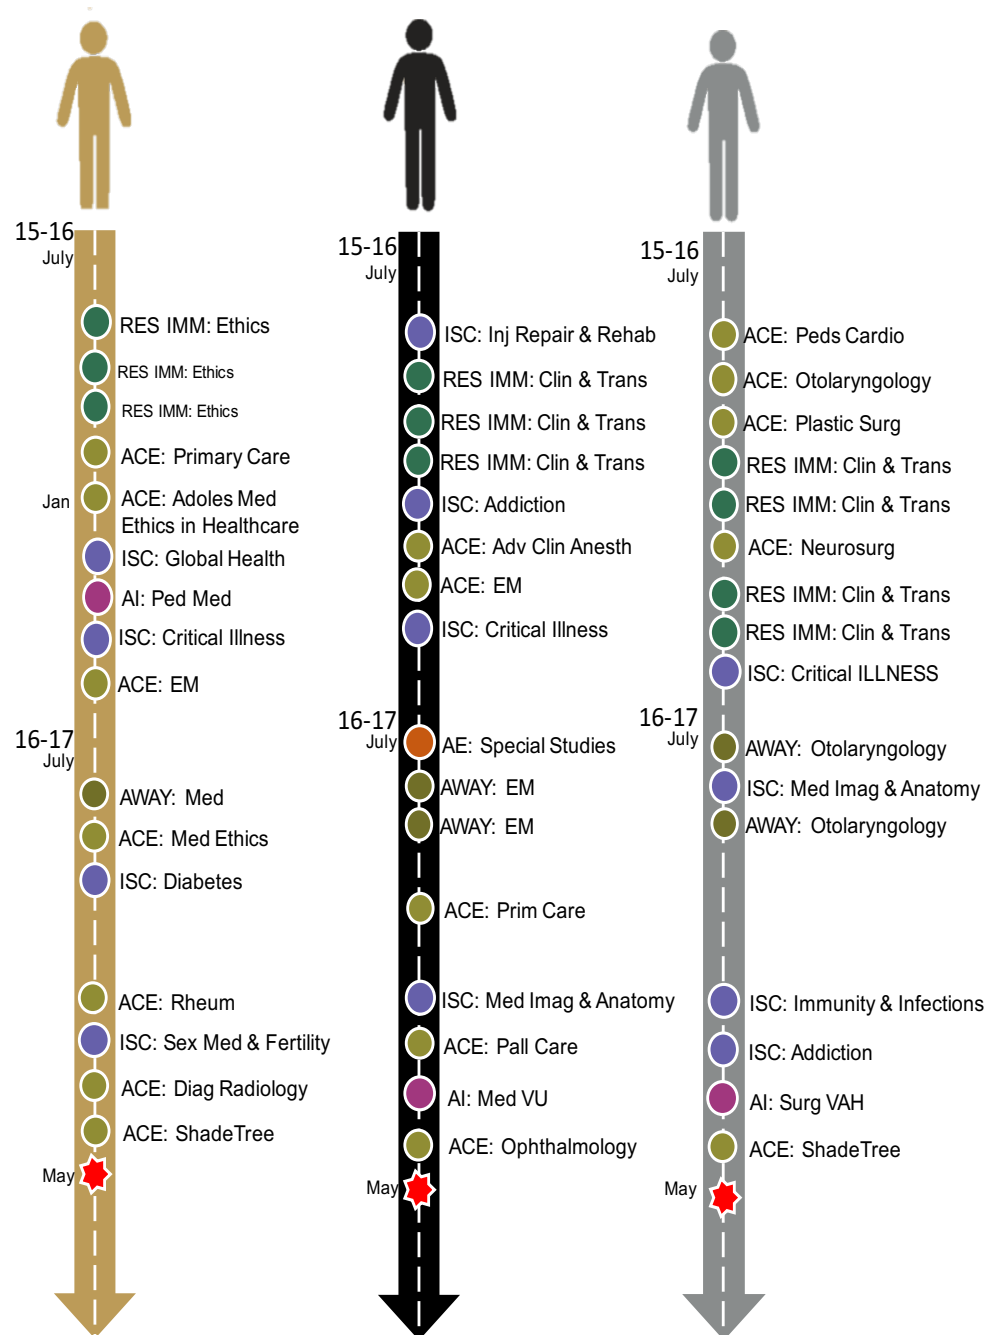 15-16
July
RES IMM: Ethics
RES IMM: Ethics
RES IMM: Ethics
ACE: Primary Care
Jan
ACE: Adoles Med
Ethics in Healthcare
ISC: Global Health
AI: Ped Med
ISC: Critical Illness
ACE: EM
16-17
July
AWAY: Med
ACE: Med Ethics
ISC: Diabetes
ACE: Rheum
ISC: Sex Med & Fertility
ACE: Diag Radiology
ACE: ShadeTree
May
15-16
July
ISC: Inj Repair & Rehab
RES IMM: Clin & Trans
RES IMM: Clin & Trans
RES IMM: Clin & Trans
ISC: Addiction
ACE: Adv Clin Anesth
ACE: EM
ISC: Critical Illness
16-17
July
AE: Special Studies
AWAY: EM
AWAY: EM
ACE: Prim Care
ISC: Med Imag & Anatomy
ACE: Pall Care
AI: Med VU
ACE: Ophthalmology
May
15-16
July
ACE: Peds Cardio
ACE: Otolaryngology
ACE: Plastic Surg
RES IMM: Clin & Trans
RES IMM: Clin & Trans
ACE: Neurosurg
RES IMM: Clin & Trans
RES IMM: Clin & Trans
ISC: Critical ILLNESS
16-17
July
AWAY: Otolaryngology
ISC: Med Imag & Anatomy
AWAY: Otolaryngology
ISC: Immunity & Infections
ISC: Addiction
AI: Surg VAH
ACE: ShadeTree
May